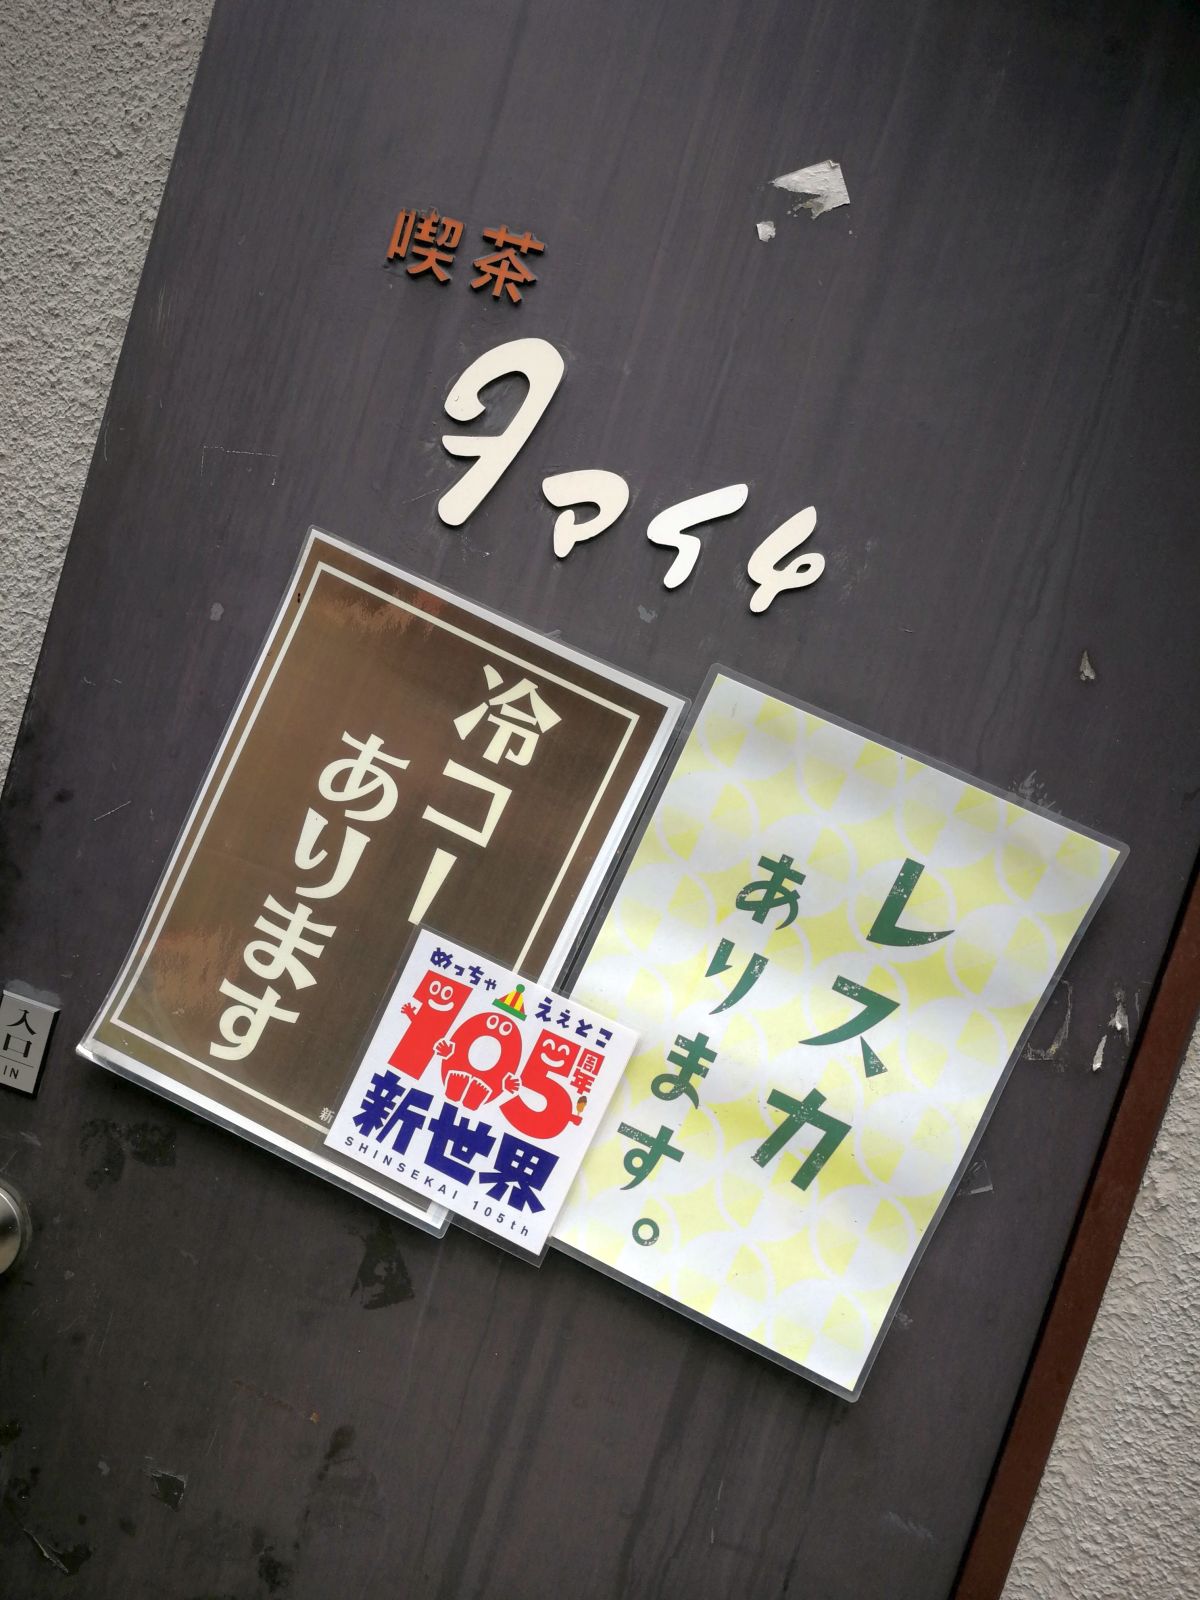 喫茶
タマイム
冷コー
あります
新
レスカ
あります。
めっちゃ ええとこ
105周年
新世界
SHINSEKAI 105th
入口
IN